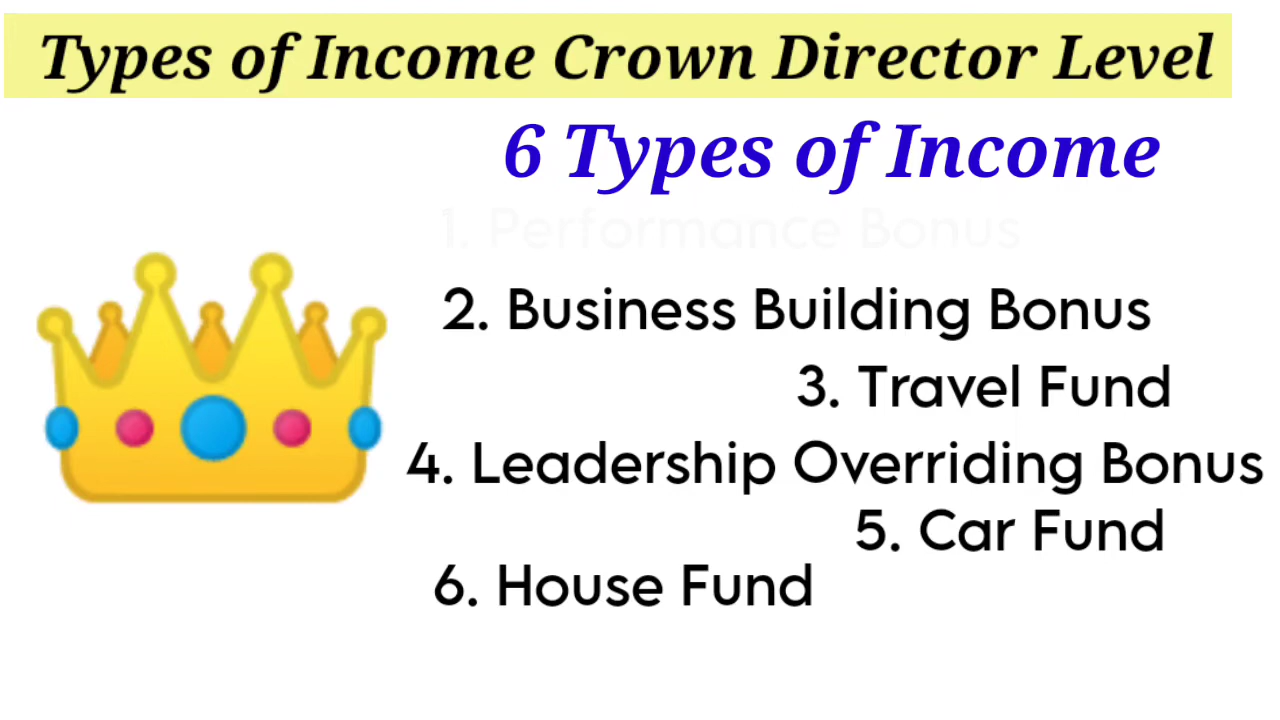 Types of Income Crown Director Level
6 Types of Income
1. Performance Bonus
2. Business Building Bonus
3. Travel Fund
4. Leadership Overriding Bonus
5. Car Fund
6. House Fund